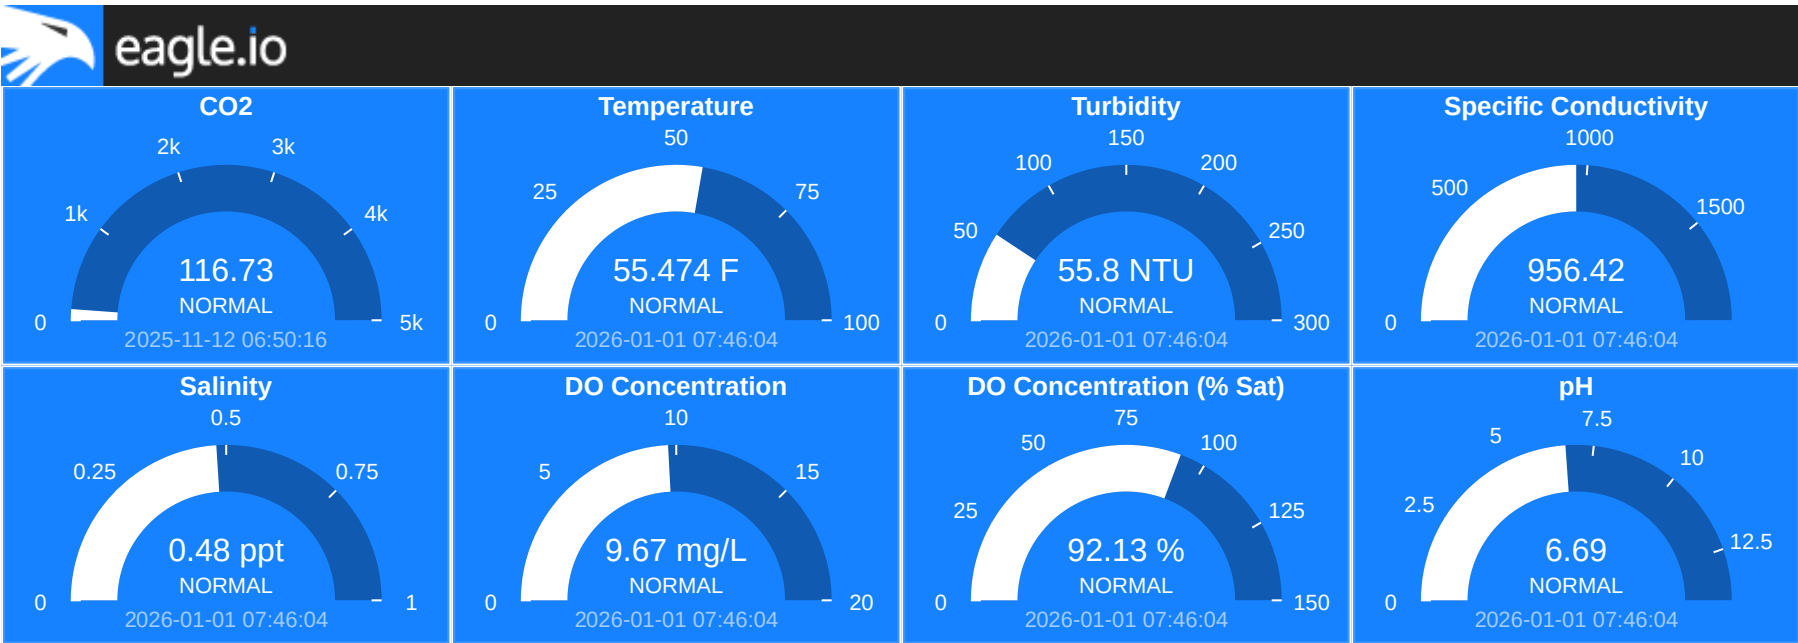 eagle.io
CO2
2k 3k
1k 4k
116.73
NORMAL
0 5k
2025-11-12 06:50:16
Temperature
50
25 75
55.474 F
NORMAL
0 100
2026-01-01 07:46:04
Turbidity
150
100 200
50 250
55.8 NTU
NORMAL
0 300
2026-01-01 07:46:04
Specific Conductivity
1000
500 1500
956.42
NORMAL
0
2026-01-01 07:46:04
Salinity
0.5
0.25 0.75
0.48 ppt
NORMAL
0 1
2026-01-01 07:46:04
DO Concentration
10
5 15
9.67 mg/L
NORMAL
0 20
2026-01-01 07:46:04
DO Concentration (% Sat)
75
50 100
25 125
92.13 %
NORMAL
0 150
2026-01-01 07:46:04
pH
7.5
5 10
2.5 12.5
6.69
NORMAL
0
2026-01-01 07:46:04